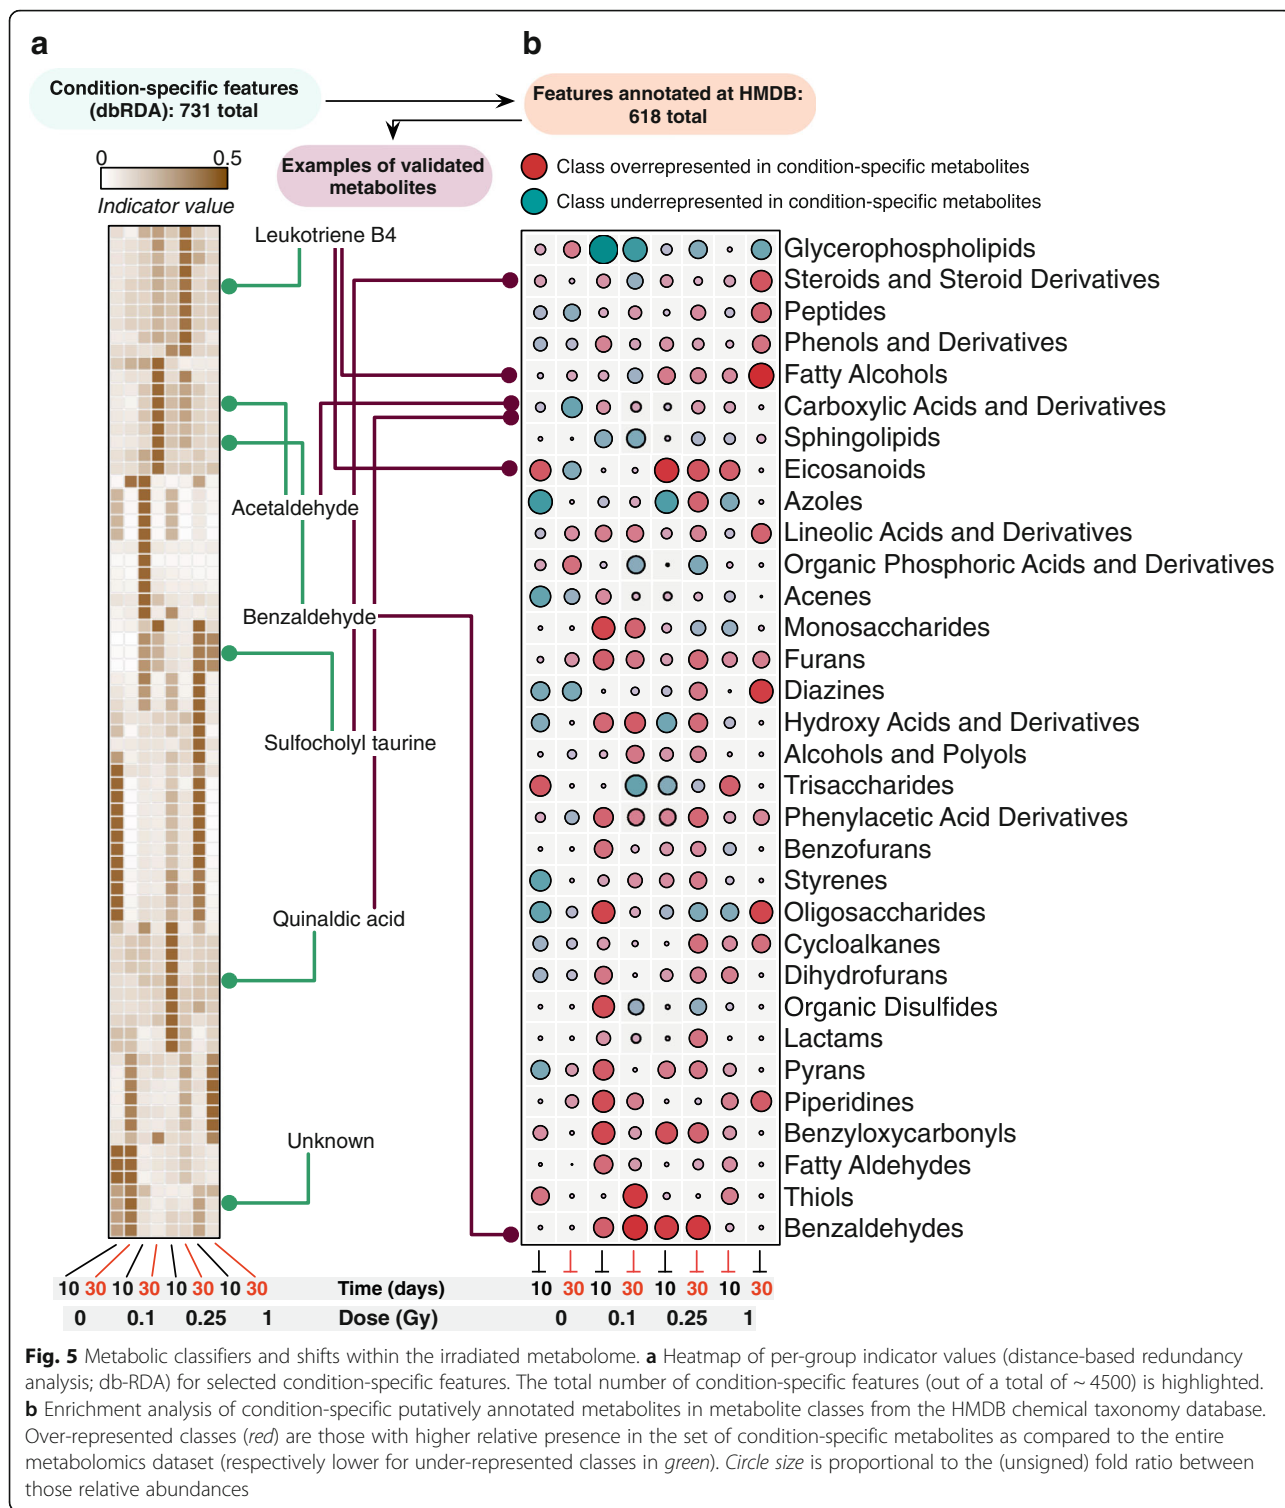 a
b
Condition-specific features
(dbRDA): 731 total
Features annotated at HMDB:
618 total
Examples of validated
metabolites
0 0.5
Indicator value
Class overrepresented in condition-specific metabolites
Class underrepresented in condition-specific metabolites
Leukotriene B4
Acetaldehyde
Benzaldehyde
Sulfocholyl taurine
Quinaldic acid
Unknown
Glycerophospholipids
Steroids and Steroid Derivatives
Peptides
Phenols and Derivatives
Fatty Alcohols
Carboxylic Acids and Derivatives
Sphingolipids
Eicosanoids
Azoles
Lineolic Acids and Derivatives
Organic Phosphoric Acids and Derivatives
Acenes
Monosaccharides
Furans
Diazines
Hydroxy Acids and Derivatives
Alcohols and Polyols
Trisaccharides
Phenylacetic Acid Derivatives
Benzofurans
Styrenes
Oligosaccharides
Cycloalkanes
Dihydrofurans
Organic Disulfides
Lactams
Pyrans
Piperidines
Benzyloxycarbonyls
Fatty Aldehydes
Thiols
Benzaldehydes
10 30 10 30 10 30 10 30 Time (days) 10 30 10 30 10 30 10 30
0 0.1 0.25 1 Dose (Gy) 0 0.1 0.25 1
Fig. 5 Metabolic classifiers and shifts within the irradiated metabolome. a Heatmap of per-group indicator values (distance-based redundancy
analysis; db-RDA) for selected condition-specific features. The total number of condition-specific features (out of a total of ~ 4500) is highlighted.
b Enrichment analysis of condition-specific putatively annotated metabolites in metabolite classes from the HMDB chemical taxonomy database.
Over-represented classes (red) are those with higher relative presence in the set of condition-specific metabolites as compared to the entire
metabolomics dataset (respectively lower for under-represented classes in green). Circle size is proportional to the (unsigned) fold ratio between
those relative abundances